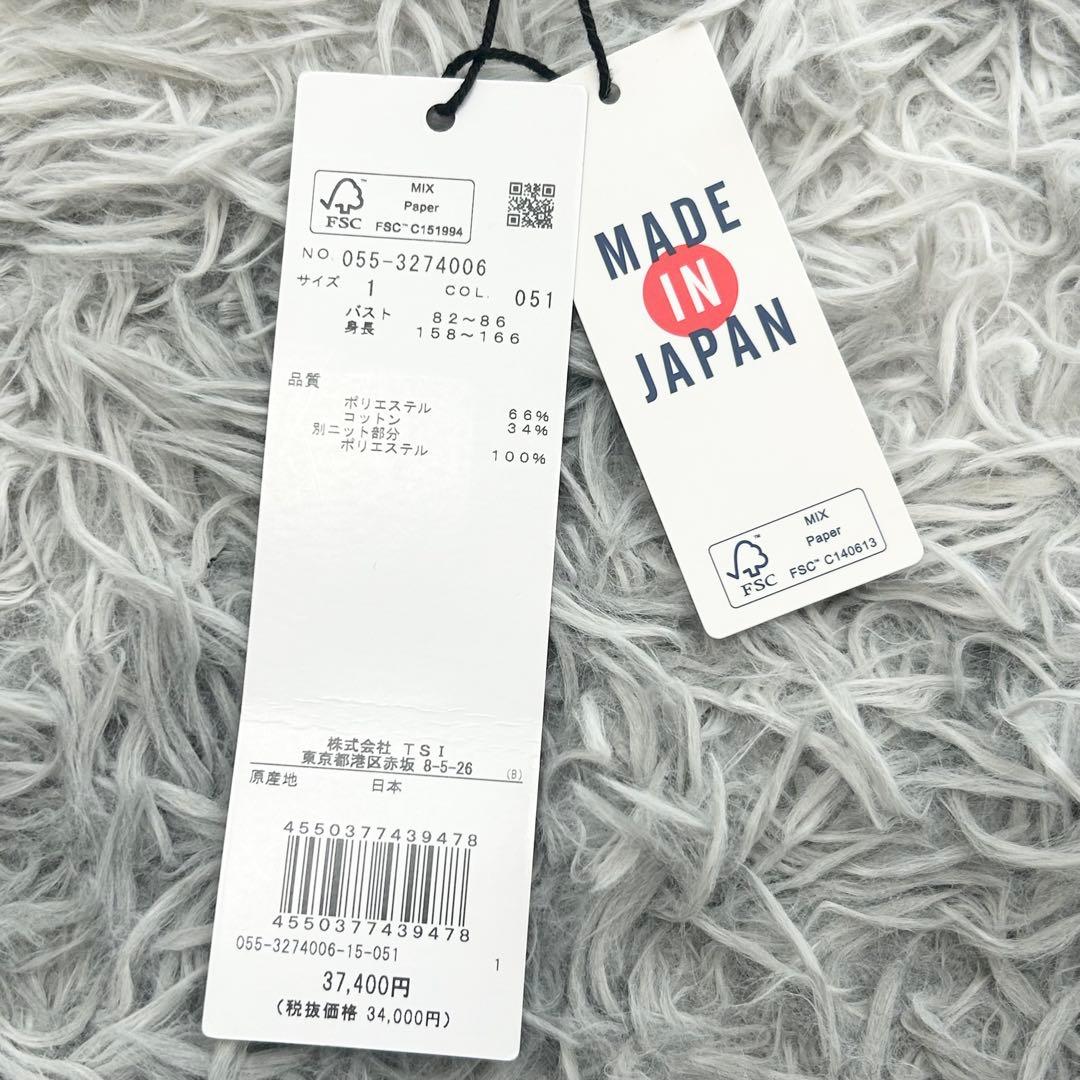 FSC™
MIX
Paper
FSC™ C151994
NO. 055-3274006
サイズ 1 COL. 051
バスト 82～86
身長 158～166
品質
ポリエステル 66%
コットン 34%
別ニット部分
ポリエステル 100%
株式会社 TSI
東京都港区赤坂 8-5-26 (B)
原産地 日本
4550377439478
4550377439478
055-3274006-15-051
1
37,400円
(税抜価格 34,000円)
MADE
IN
JAPAN
FSC™
MIX
Paper
FSC™ C140613